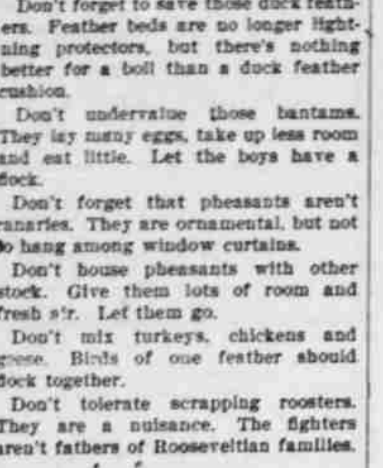 Don't forget to save those duck feath-
ers. Feather beds are no longer light-
ning protectors, but there's nothing
better for a boil than a duck feather
cushion.
Don't undervalue those bantams.
They lay many eggs, take up less room
and eat little. Let the boys have a
flock.
Don't forget that pheasants aren't
canaries. They are ornamental, but not
to hang among window curtains.
Don't house pheasants with other
stock. Give them lots of room and
fresh air. Let them go.
Don't mix turkeys, chickens and
geese. Birds of one feather should
flock together.
Don't tolerate scrapping roosters.
They are a nuisance. The fighters
aren't fathers of Rooseveltian families.